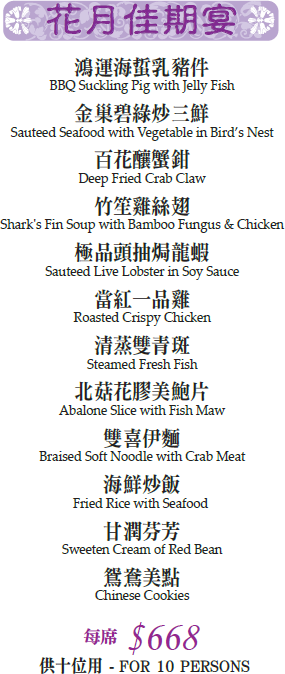 花月佳期宴
鴻運海蜇乳豬件
BBQ Suckling Pig with Jelly Fish
金巢碧綠炒三鮮
Sauteed Seafood with Vegetable in Bird's Nest
百花釀蟹鉗
Deep Fried Crab Claw
竹笙雞絲翅
Shark's Fin Soup with Bamboo Fungus & Chicken
極品頭抽焗龍蝦
Sauteed Live Lobster in Soy Sauce
當紅一品雞
Roasted Crispy Chicken
清蒸雙青斑
Steamed Fresh Fish
北菇花膠美鮑片
Abalone Slice with Fish Maw
雙喜伊麵
Braised Soft Noodle with Crab Meat
海鮮炒飯
Fried Rice with Seafood
甘潤芬芳
Sweeten Cream of Red Bean
鴛鴦美點
Chinese Cookies
每席 $668
供十位用 - FOR 10 PERSONS